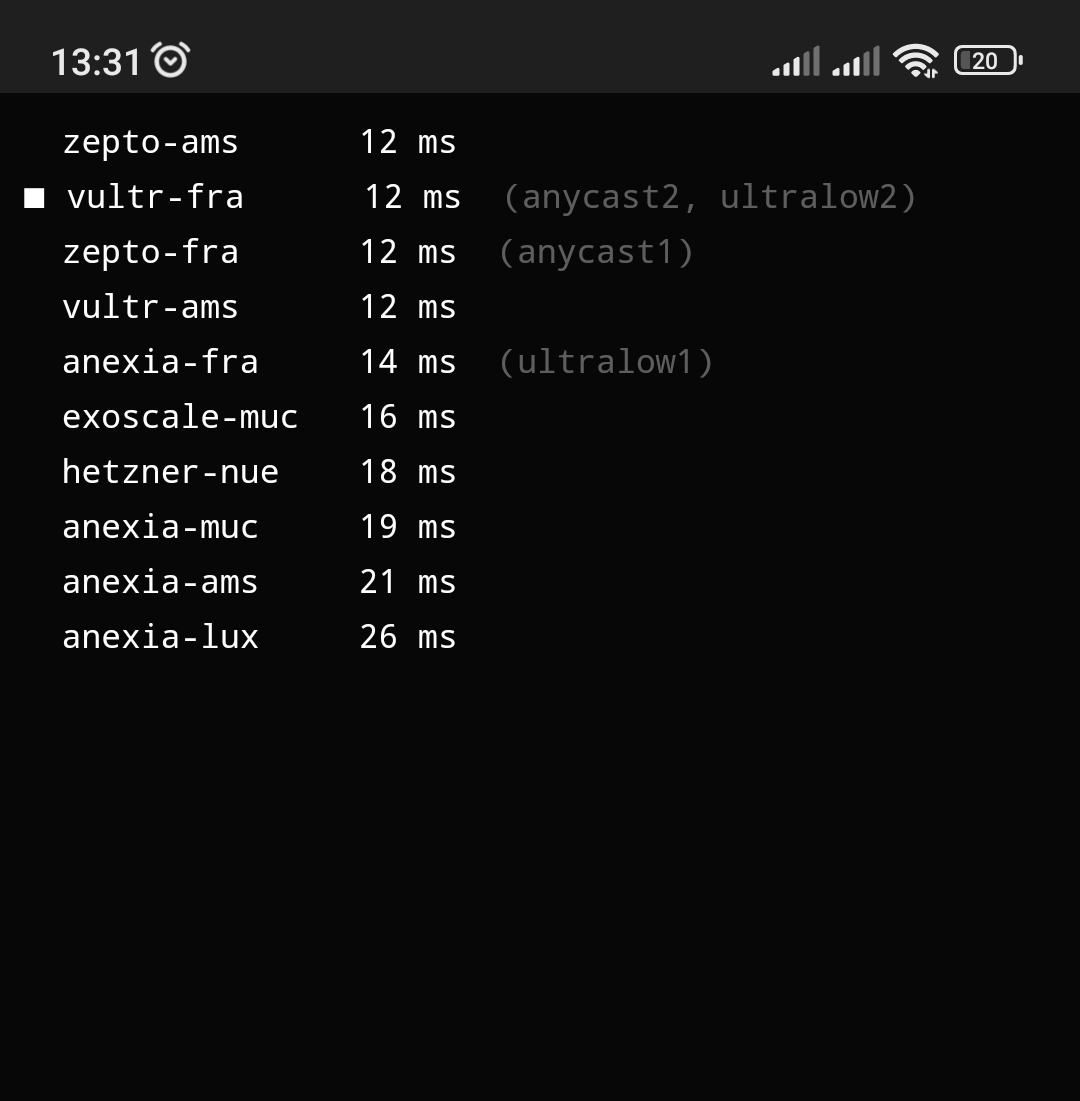 13:31 20
zepto-ams 12 ms
■ vultr-fra 12 ms (anycast2, ultralow2)
zepto-fra 12 ms (anycast1)
vultr-ams 12 ms
anexia-fra 14 ms (ultralow1)
exoscale-muc 16 ms
hetzner-nue 18 ms
anexia-muc 19 ms
anexia-ams 21 ms
anexia-lux 26 ms